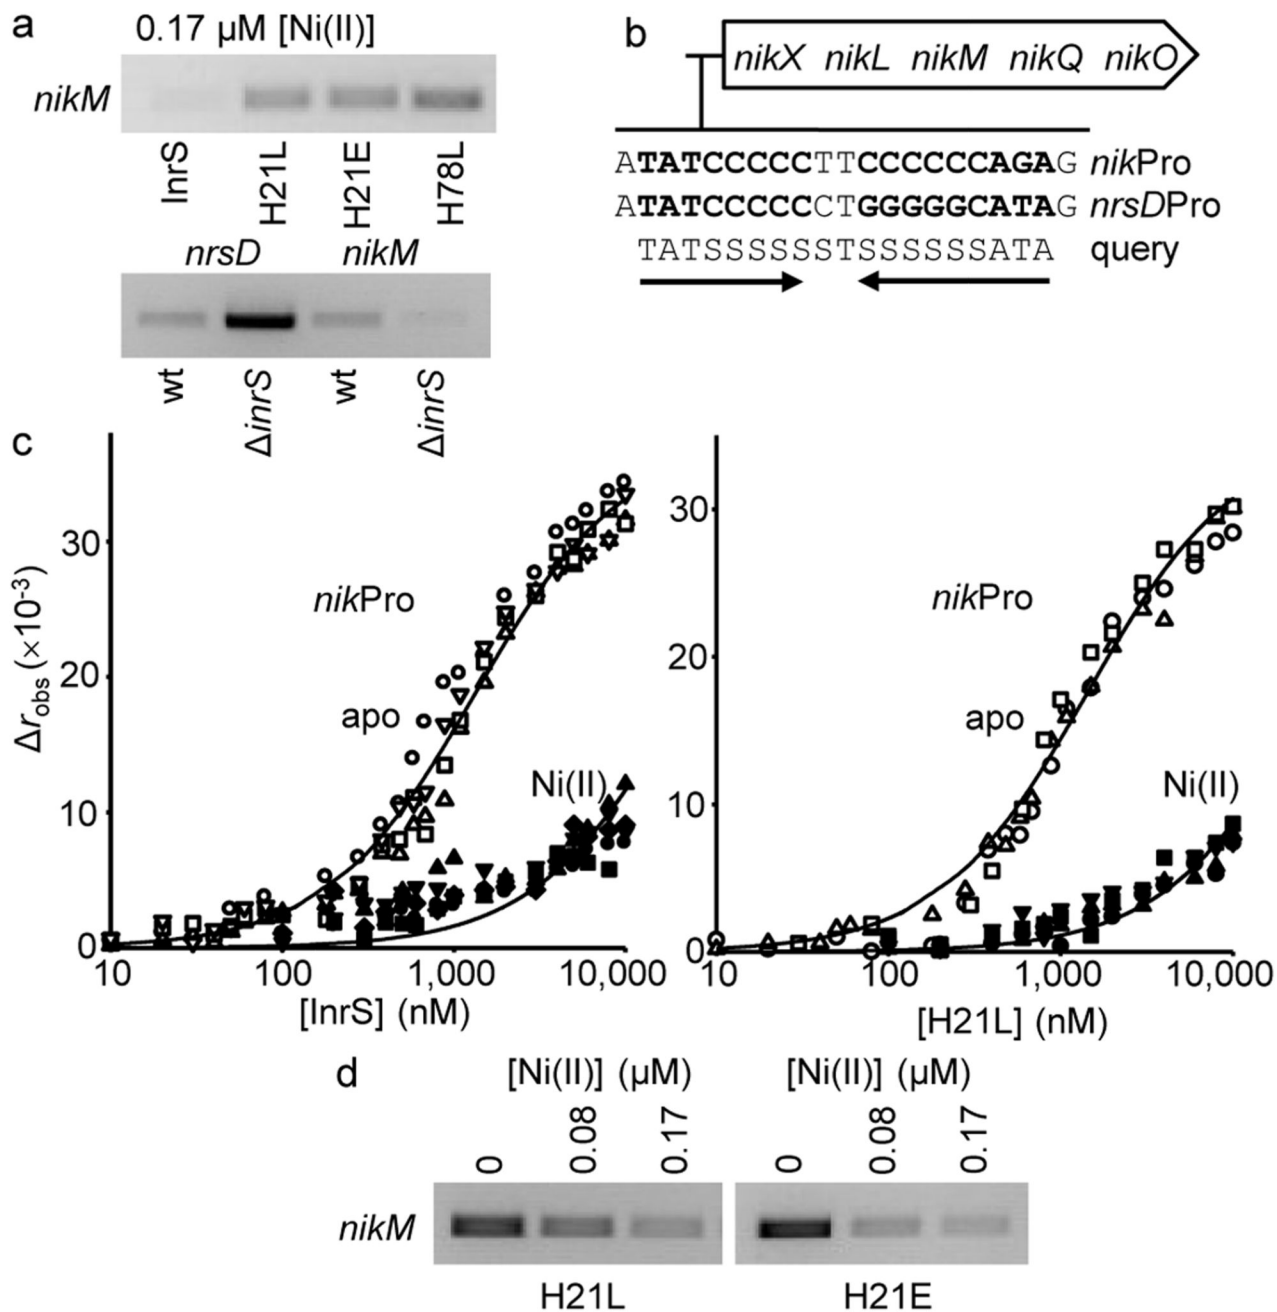 a
0.17 µM [Ni(II)]
nikM
InrS
H21L
H21E
H78L
nrsD nikM
wt
ΔinrS
wt
ΔinrS
b
nikX nikL nikM nikQ nikO
ATATCCCCCTTCCCCCCAGAG nikPro
ATATCCCCCCTGGGGGCATAG nrsDPro
TATSSSSSSTSSSSSSATA query
c
Δrobs (×10-3)
30
20
10
0
nikPro
apo
Ni(II)
10 100 1,000 10,000
[InrS] (nM)
30
20
10
0
nikPro
apo
Ni(II)
10 100 1,000 10,000
[H21L] (nM)
d
[Ni(II)] (µM) [Ni(II)] (µM)
0
0.08
0.17
0
0.08
0.17
nikM
H21L H21E